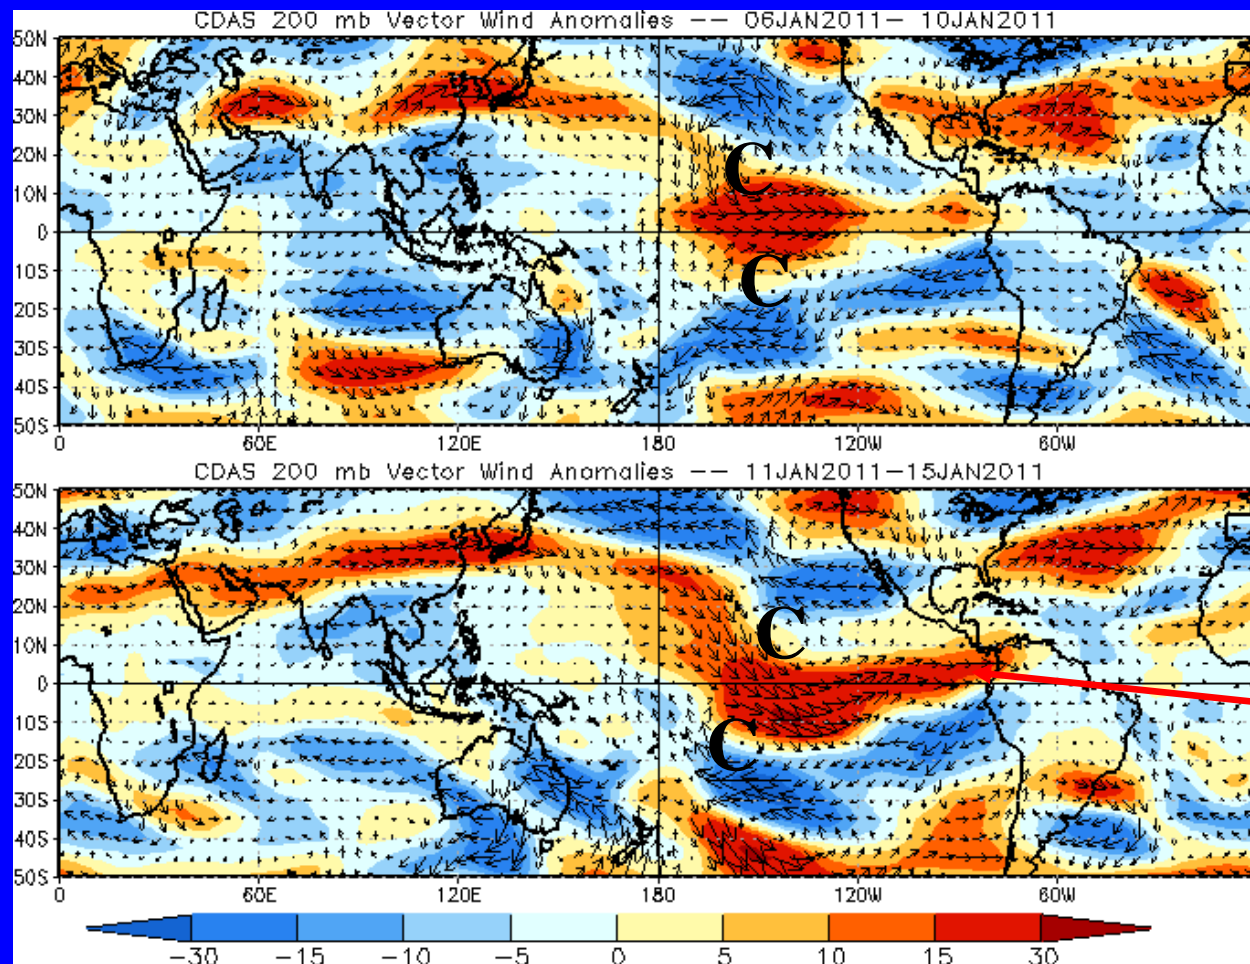 CDAS 200 mb Vector Wind Anomalies -- 06JAN2011- 10JAN2011
50N
40N
30N
20N
10N
0
10S
20S
30S
40S
50S
C
C
0 60E 120E 180 120W 60W
CDAS 200 mb Vector Wind Anomalies -- 11JAN2011-15JAN2011
50N
40N
30N
20N
10N
0
10S
20S
30S
40S
50S
C
C
0 60E 120E 180 120W 60W
-30 -15 -10 -5 0 5 10 15 30